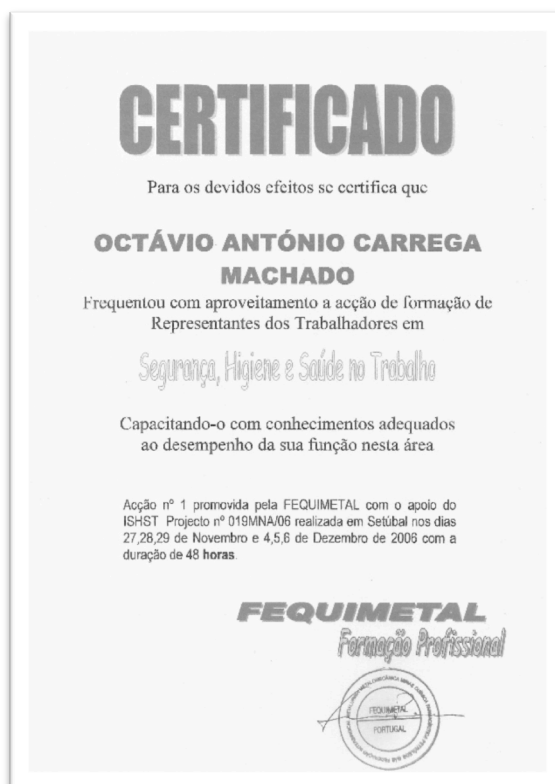 CERTIFICADO
Para os devidos efeitos se certifica que
OCTÁVIO ANTÓNIO CARREGA
MACHADO
Frequentou com aproveitamento a acção de formação de
Representantes dos Trabalhadores em
Segurança, Higiene e Saúde no Trabalho
Capacitando-o com conhecimentos adequados
ao desempenho da sua função nesta área
Acção nº 1 promovida pela FEQUIMETAL com o apoio do
ISHST Projecto nº 019MNA/06 realizada em Setúbal nos dias
27,28,29 de Novembro e 4,5,6 de Dezembro de 2006 com a
duração de 48 horas.
FEQUIMETAL
Formação Profissional
FEQUIMETAL
PORTUGAL